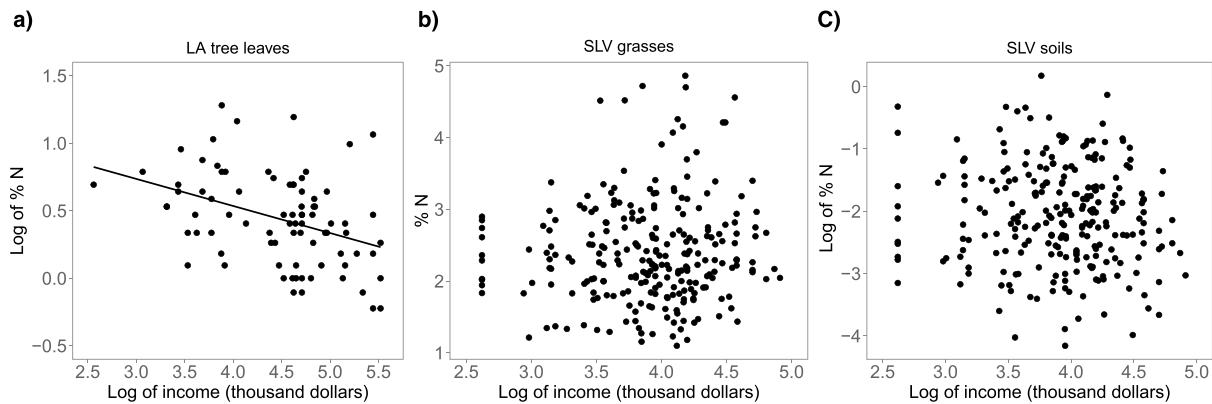 a)
LA tree leaves
Log of % N
1.5
1.0
0.5
0.0
−0.5
2.5 3.0 3.5 4.0 4.5 5.0 5.5
Log of income (thousand dollars)
b)
SLV grasses
% N
5
4
3
2
1
2.5 3.0 3.5 4.0 4.5 5.0
Log of income (thousand dollars)
C)
SLV soils
Log of % N
0
−1
−2
−3
−4
2.5 3.0 3.5 4.0 4.5 5.0
Log of income (thousand dollars)